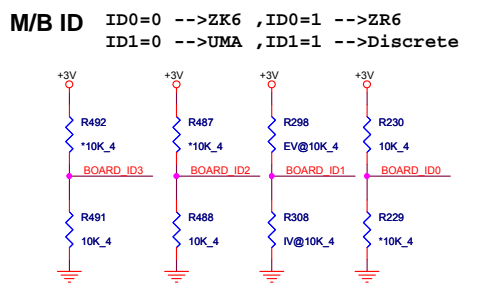 M/B ID ID0=0 -->ZK6 ,ID0=1 -->ZR6
ID1=0 -->UMA ,ID1=1 -->Discrete
+3V +3V +3V +3V
R492 R487 R298 R230
*10K_4 *10K_4 EV@10K_4 10K_4
BOARD_ID3 BOARD_ID2 BOARD_ID1 BOARD_ID0
R491 R488 R308 R229
10K_4 10K_4 IV@10K_4 *10K_4